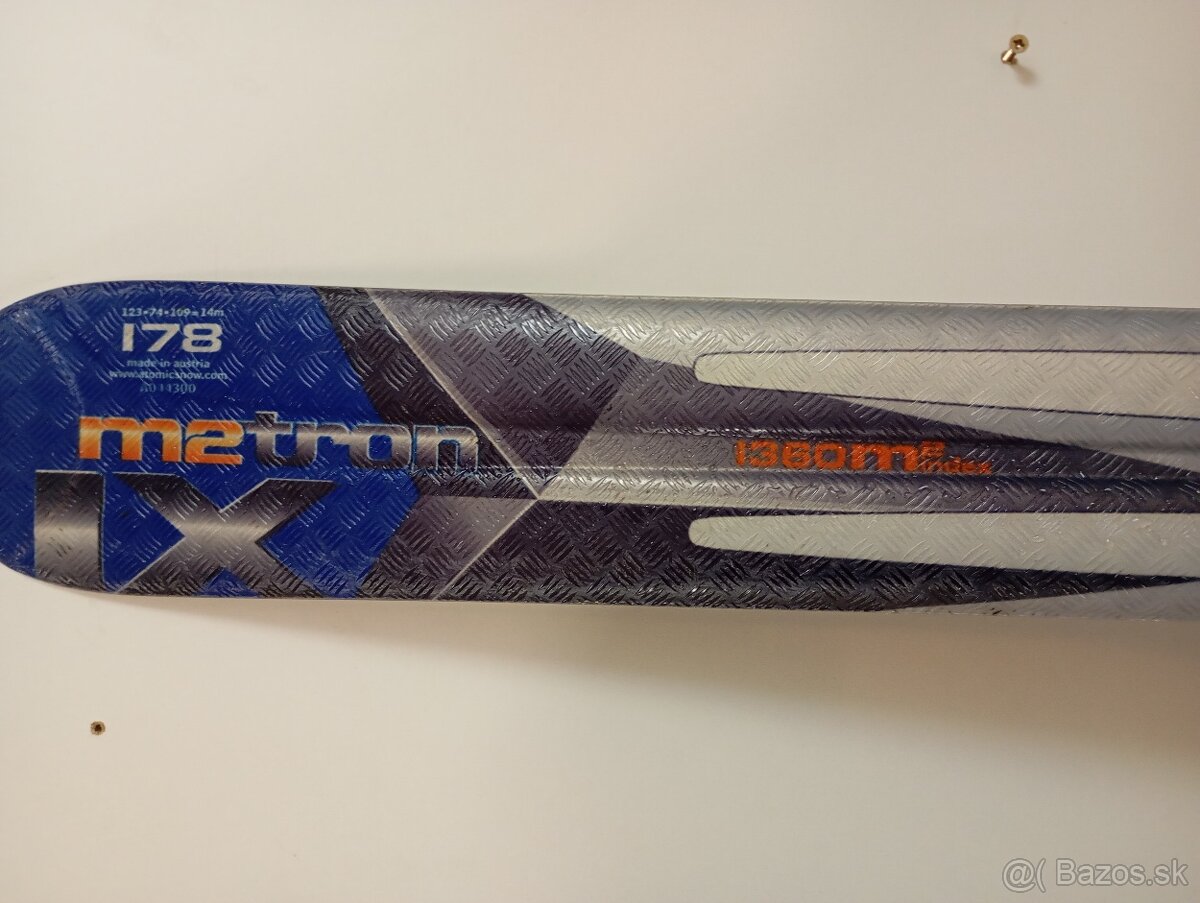 123•74•109=14m
178
made in austria
www.atomicsnow.com
m2tron
IX
1360m2 index
@( Bazos.sk